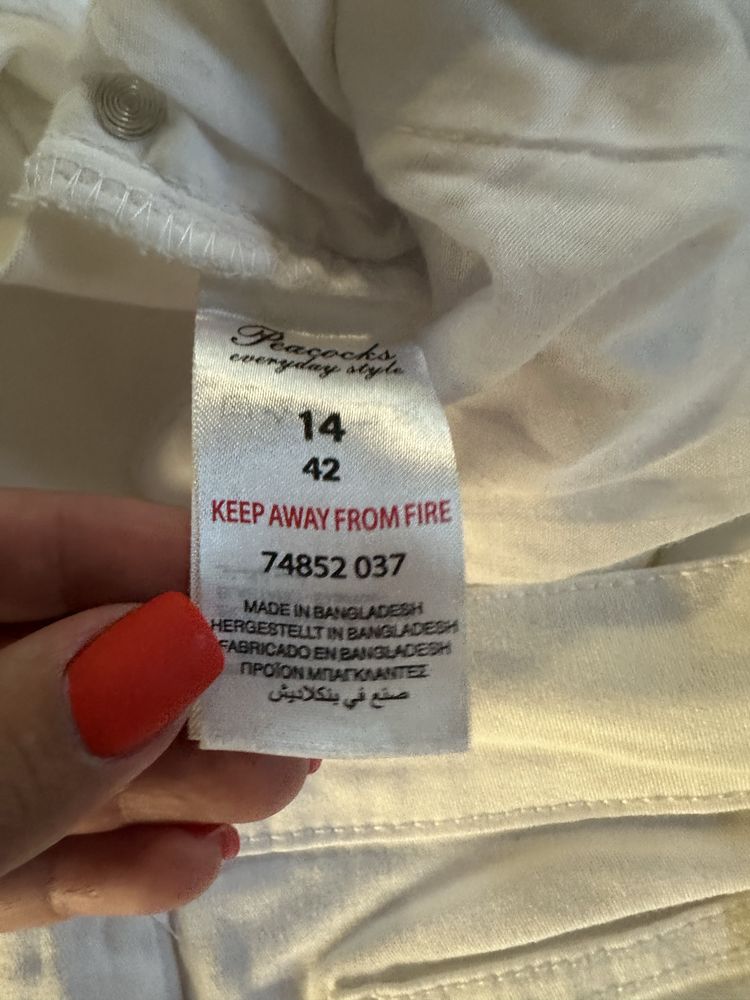 Peacocks
everyday style
14
42
KEEP AWAY FROM FIRE
74852 037
MADE IN BANGLADESH
HERGESTELLT IN BANGLADESH
FABRICADO EN BANGLADESH
ΠΡΟΪΟΝ ΜΠΑΓΚΛΑΝΤΕΣ
صنع في بنكلاديش